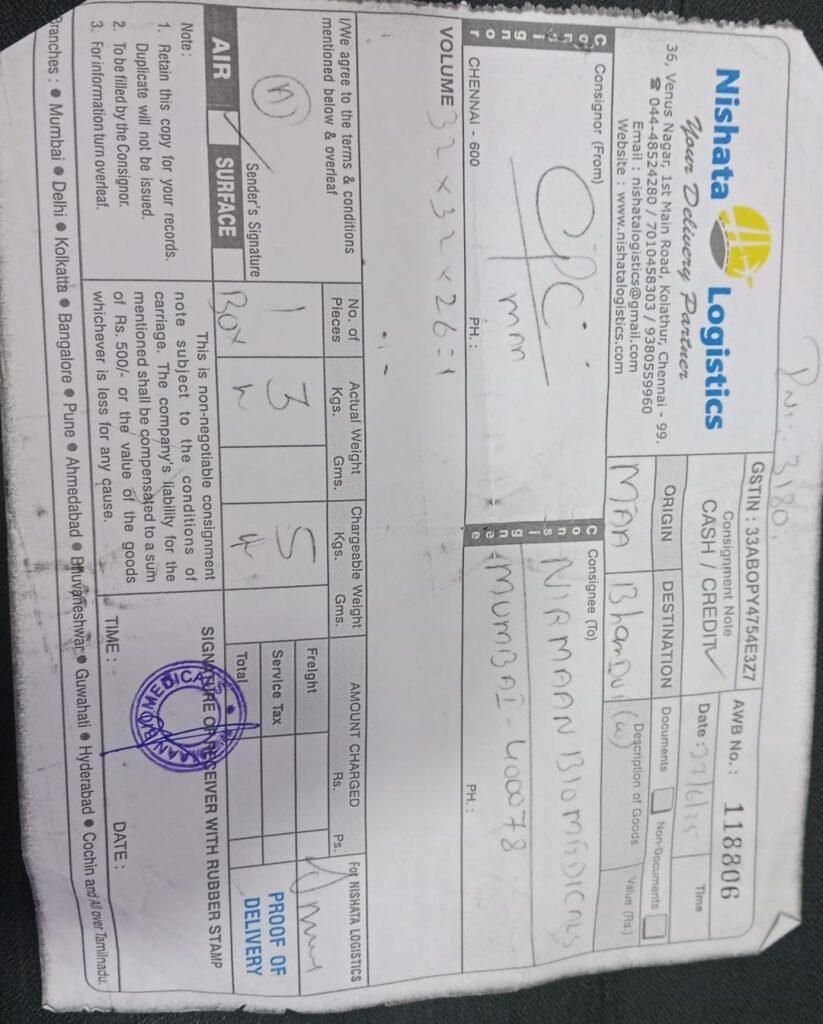 DN:: 3180.
Nishata Logistics
Your Delivery Partner
36, Venus Nagar, 1st Main Road, Kolathur, Chennai - 99.
☎ 044-48524280 / 7010458303 / 9380559960
Email : nishatalogistics@gmail.com
Website : www.nishatalogistics.com
GSTIN : 33ABOPY4754E3Z7
Consignment Note
CASH / CREDIT ✓
AWB No.: 118806
Date : 27/6/25
Time
ORIGIN
MAA
DESTINATION
Bhandui (W)
Documents
Non-Documents
Description of Goods
Value (Rs.)
Consignor
Consignor (From)
CPC
MAA
CHENNAI - 600
PH.:
Consignee
Consignee (To)
NIRMAAN BIOMEDICALS
MUMBAI - 400078
PH.:
VOLUME 32 x 32 x 26 = 1
I/We agree to the terms & conditions
mentioned below & overleaf
Sender's Signature
AIR ✓ SURFACE
No. of Pieces
1
Box
Actual Weight
Kgs. Gms.
3
Chargeable Weight
Kgs. Gms.
5
AMOUNT CHARGED
Rs. Ps.
Freight
Service Tax
Total
For NISHATA LOGISTICS
PROOF OF
DELIVERY
Note:
1. Retain this copy for your records.
Duplicate will not be issued.
2. To be filled by the Consignor.
3. For information turn overleaf.
This is non-negotiable consignment
note subject to the conditions of
carriage. The company's liability for the
mentioned shall be compensated to a sum
of Rs. 500/- or the value of the goods
whichever is less for any cause.
SIGNATURE OF RECEIVER WITH RUBBER STAMP
TIME :
DATE :
Branches : ● Mumbai ● Delhi ● Kolkatta ● Bangalore ● Pune ● Ahmedabad ● Bhuvaneshwar ● Guwahati ● Hyderabad ● Cochin and All over Tamilnadu.